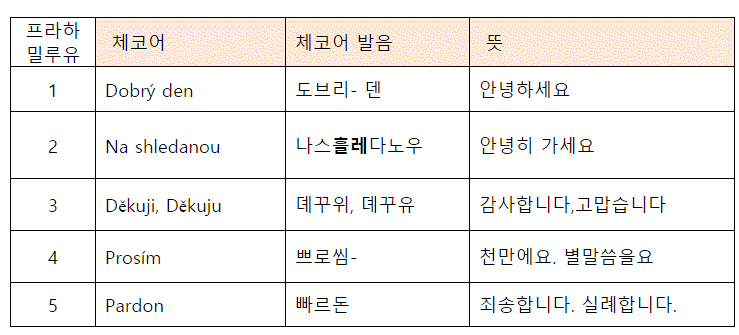 프라하
밀루유 체코어 체코어 발음 뜻
1 Dobrý den 도브리- 덴 안녕하세요
2 Na shledanou 나스흘레다노우 안녕히 가세요
3 Děkuji, Děkuju 뎨꾸위, 뎨꾸유 감사합니다,고맙습니다
4 Prosím 쁘로씸- 천만에요. 별말씀을요
5 Pardon 빠르돈 죄송합니다. 실례합니다.